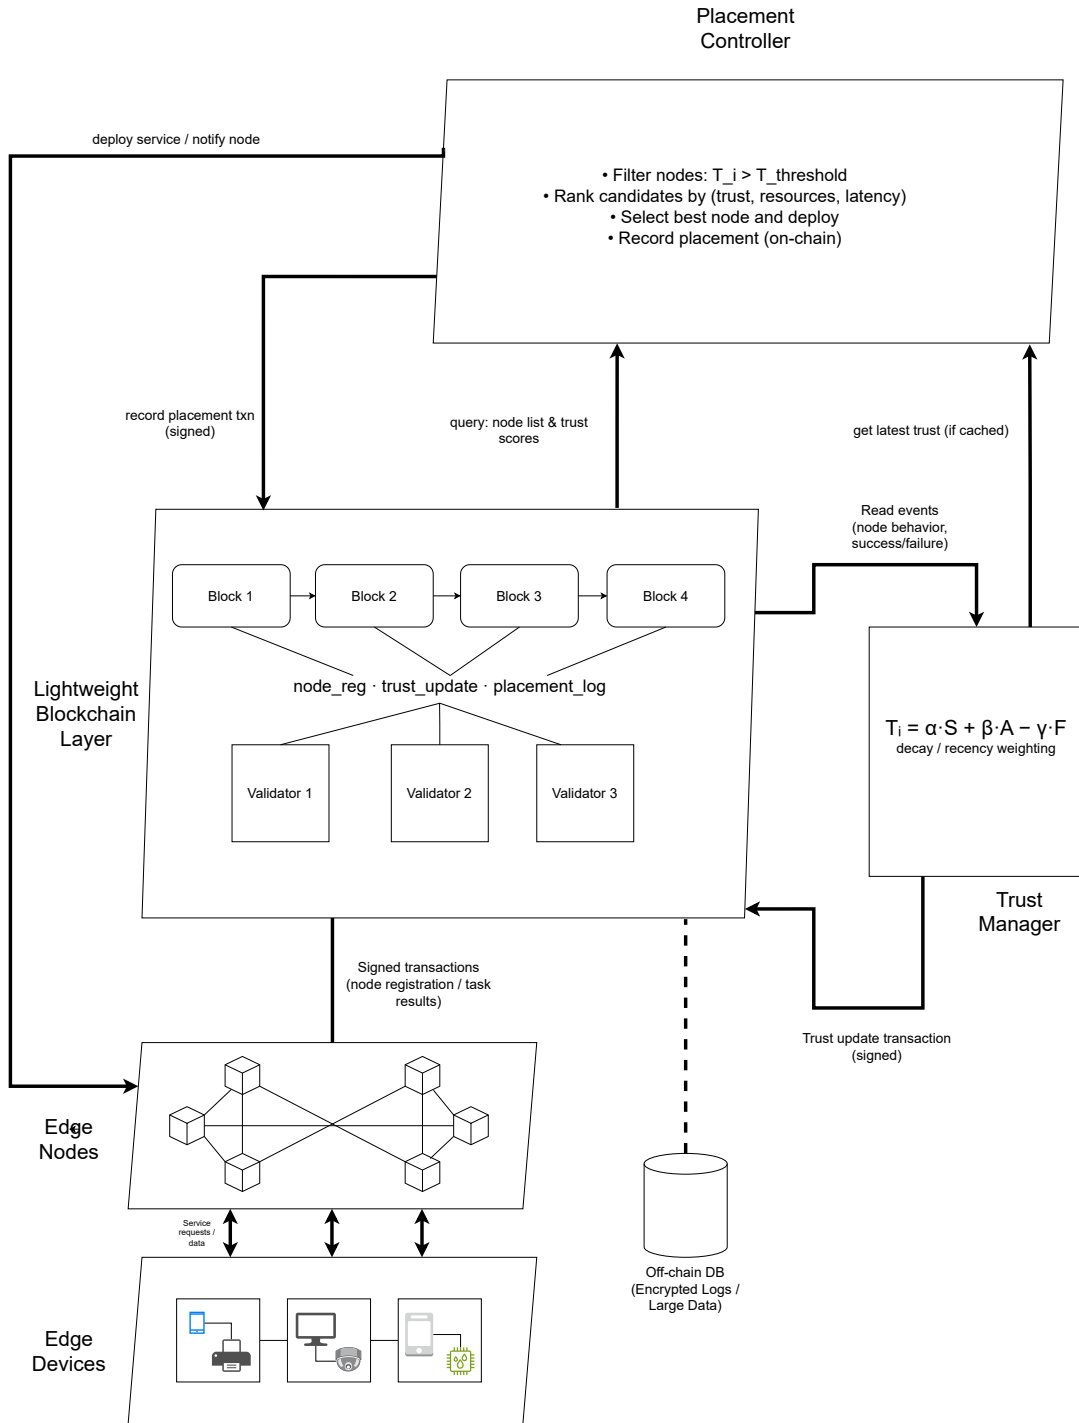 Placement
Controller
deploy service / notify node
• Filter nodes: T_i > T_threshold
• Rank candidates by (trust, resources, latency)
• Select best node and deploy
• Record placement (on-chain)
record placement txn
(signed)
query: node list & trust
scores
get latest trust (if cached)
Read events
(node behavior,
success/failure)
Block 1
Block 2
Block 3
Block 4
Lightweight
Blockchain
Layer
node_reg · trust_update · placement_log
Validator 1
Validator 2
Validator 3
Tᵢ = α·S + β·A − γ·F
decay / recency weighting
Trust
Manager
Signed transactions
(node registration / task
results)
Trust update transaction
(signed)
Edge
Nodes
Service
requests /
data
Off-chain DB
(Encrypted Logs /
Large Data)
Edge
Devices